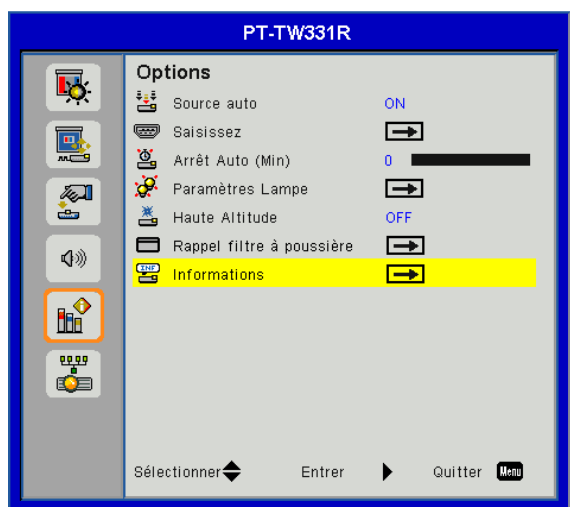 PT-TW331R
Options
Source auto ON
Saisissez
Arrêt Auto (Min) 0
Paramètres Lampe
Haute Altitude OFF
Rappel filtre à poussière
INF Informations
Sélectionner Entrer Quitter Menu